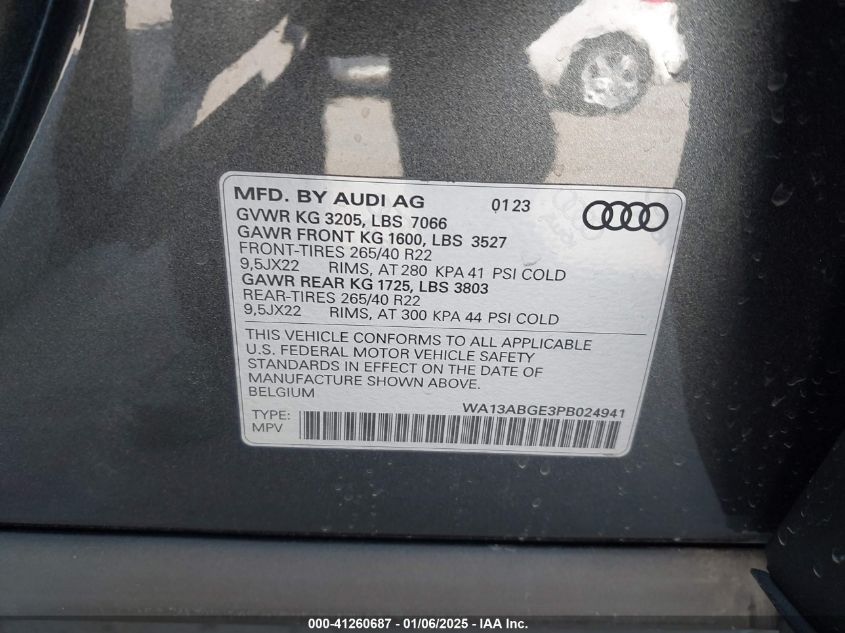 MFD. BY AUDI AG 0123
GVWR KG 3205, LBS 7066
GAWR FRONT KG 1600, LBS 3527
FRONT-TIRES 265/40 R22
9,5JX22 RIMS, AT 280 KPA 41 PSI COLD
GAWR REAR KG 1725, LBS 3803
REAR-TIRES 265/40 R22
9,5JX22 RIMS, AT 300 KPA 44 PSI COLD
THIS VEHICLE CONFORMS TO ALL APPLICABLE
U.S. FEDERAL MOTOR VEHICLE SAFETY
STANDARDS IN EFFECT ON THE DATE OF
MANUFACTURE SHOWN ABOVE.
BELGIUM
WA13ABGE3PB024941
TYPE:
MPV
000-41260687 - 01/06/2025 - IAA Inc.